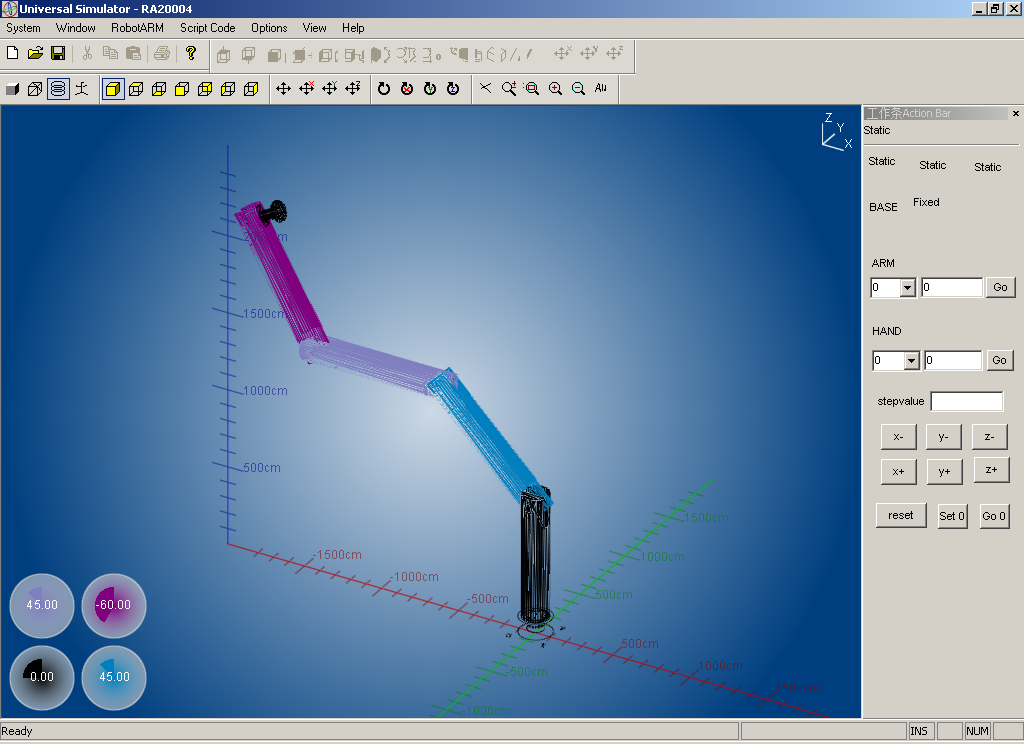 Universal Simulator - RA20004
System Window RobotARM Script Code Options View Help
All
工作条Action Bar
Static
Static Static Static
BASE Fixed
ARM
0 0 Go
HAND
0 0 Go
stepvalue
x- y- z-
x+ y+ z+
reset Set 0 Go 0
Z
Y
X
1500cm
1000cm
500cm
-1500cm
-1000cm
-500cm
500cm
1000cm
1500cm
1000cm
500cm
-500cm
-1000cm
45.00 -60.00
0.00 45.00
Ready INS NUM